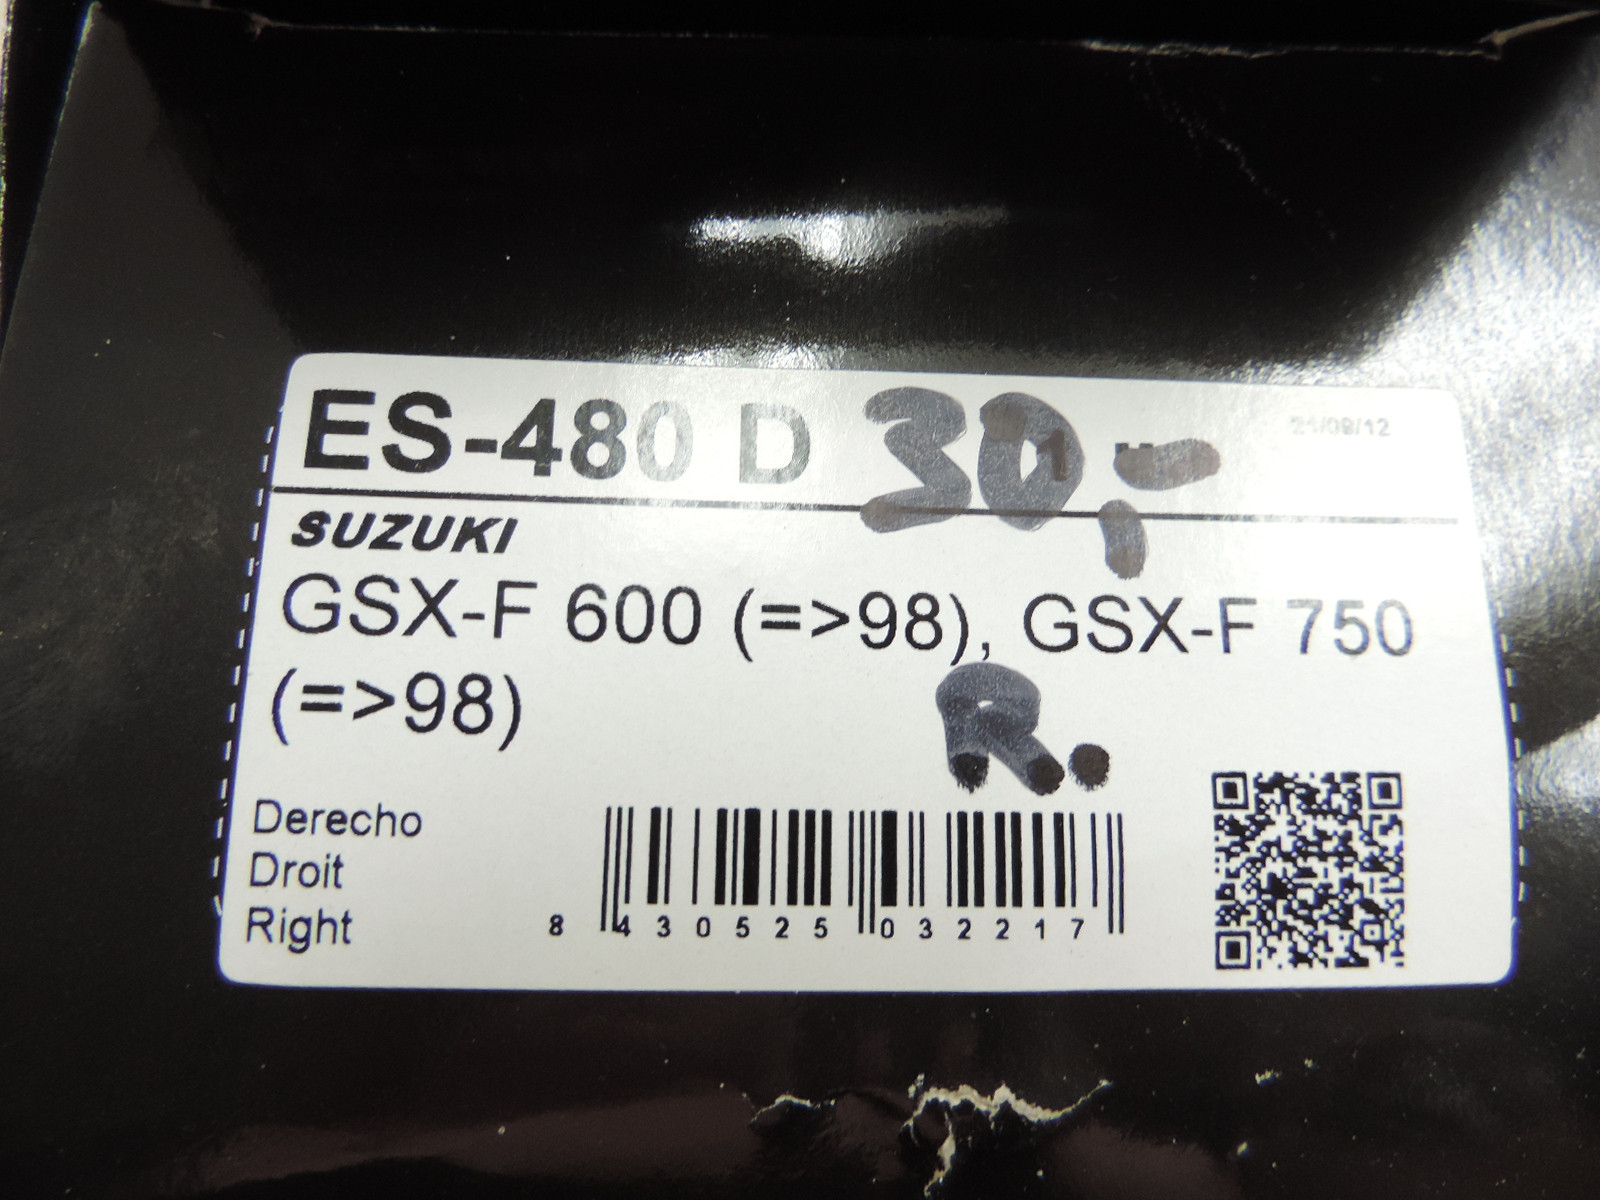 ES-480 D 30,- 21/09/12
SUZUKI
GSX-F 600 (=>98), GSX-F 750
(=>98)
R.
Derecho
Droit
Right
8 430525 032217